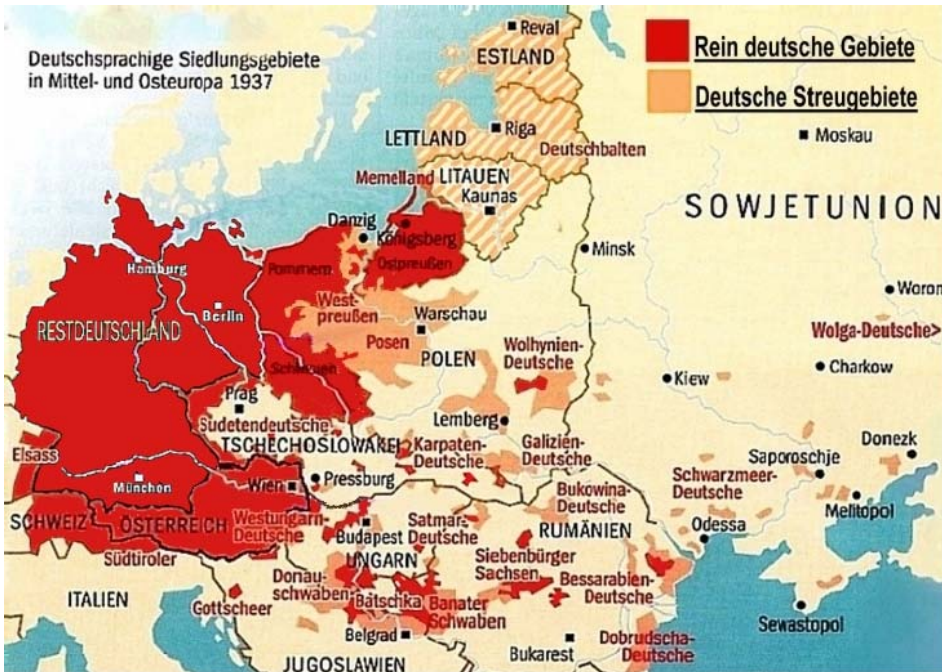 Deutschsprachige Siedlungsgebiete
in Mittel- und Osteuropa 1937
Rein deutsche Gebiete
Deutsche Streugebiete
Reval
ESTLAND
Riga
LETTLAND
Deutschbalten
Moskau
Memelland
LITAUEN
Kaunas
SOWJETUNION
Danzig
Königsberg
Minsk
Ostpreußen
Pommern
Hamburg
Woron
West-
preußen
Warschau
Berlin
RESTDEUTSCHLAND
Wolga-Deutsche>
Posen
POLEN
Wolhynien-
Deutsche
Charkow
Schlesien
Kiew
Prag
Sudetendeutsche
Lemberg
TSCHECHOSLOWAKEI
Donezk
Elsass
Karpaten-
Deutsche
Galizien-
Deutsche
Saporoschje
Pressburg
Schwarzmeer-
Deutsche
München
Wien
Bukowina-
Deutsche
Melitopol
SCHWEIZ
ÖSTERREICH
Westungarn-
Deutsche
Budapest
Satmar-
Deutsche
RUMÄNIEN
Odessa
Südtiroler
UNGARN
Siebenbürger
Sachsen
Donau-
schwaben
Bessarabien-
Deutsche
ITALIEN
Gottscheer
Batschka
Banater
Schwaben
Sewastopol
Belgrad
Dobrudscha-
Deutsche
Bukarest
JUGOSLAWIEN